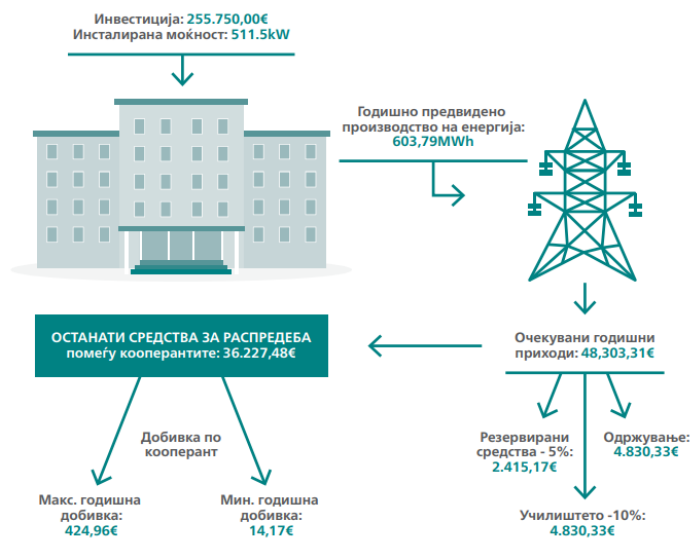 Инвестиција: 255.750,00€
Инсталирана моќност: 511.5kW
Годишно предвидено
производство на енергија:
603,79MWh
Очекувани годишни
приходи: 48,303,31€
Резервирани
средства - 5%:
2.415,17€
Одржување:
4.830,33€
Училиштето -10%:
4.830,33€
ОСТАНАТИ СРЕДСТВА ЗА РАСПРЕДЕБА
помеѓу кооперантите: 36.227,48€
Добивка по
кооперант
Макс. годишна
добивка:
424,96€
Мин. годишна
добивка:
14,17€